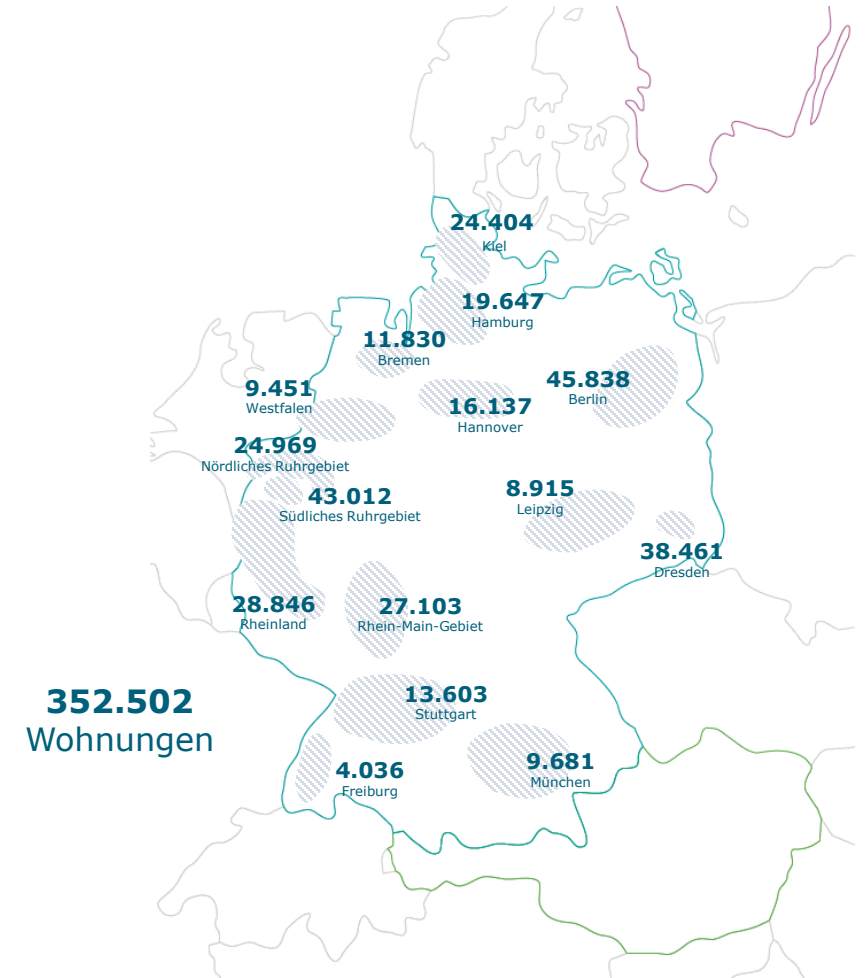 24.404
Kiel
19.647
Hamburg
11.830
Bremen
45.838
Berlin
9.451
Westfalen
16.137
Hannover
24.969
Nördliches Ruhrgebiet
43.012
Südliches Ruhrgebiet
8.915
Leipzig
38.461
Dresden
28.846
Rheinland
27.103
Rhein-Main-Gebiet
352.502
Wohnungen
13.603
Stuttgart
4.036
Freiburg
9.681
München